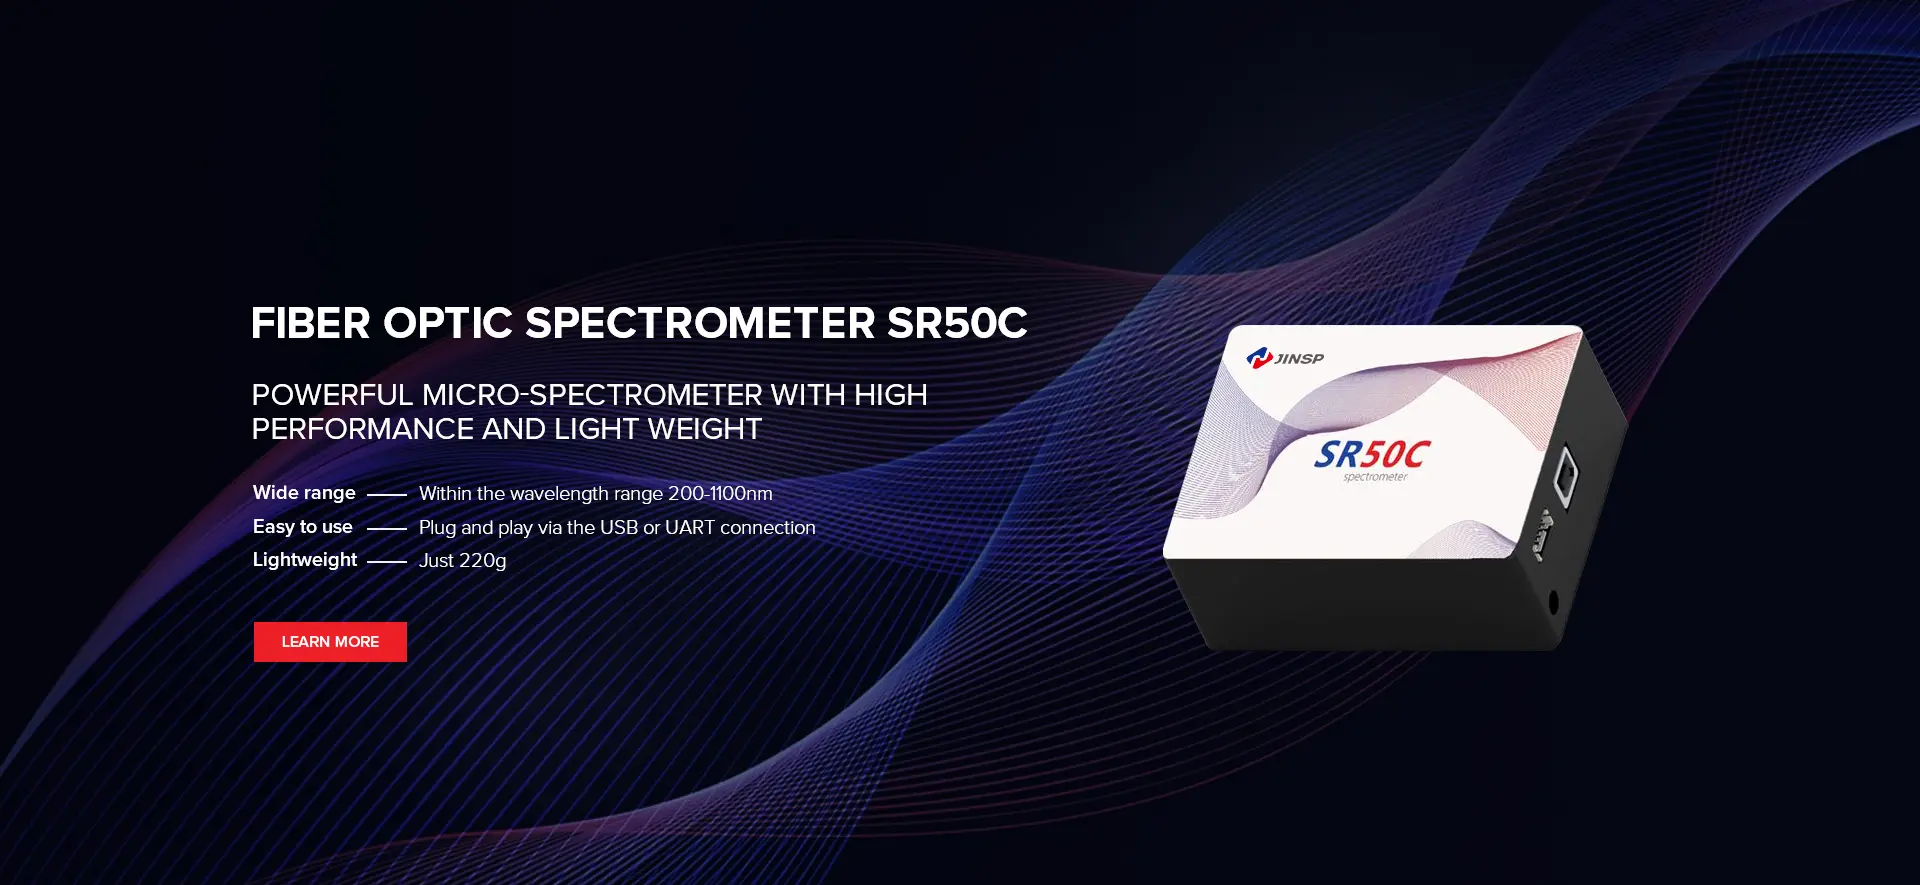 FIBER OPTIC SPECTROMETER SR50C
POWERFUL MICRO-SPECTROMETER WITH HIGH
PERFORMANCE AND LIGHT WEIGHT
Wide range — Within the wavelength range 200-1100nm
Easy to use — Plug and play via the USB or UART connection
Lightweight — Just 220g
LEARN MORE
JINSP
SR50C
spectrometer